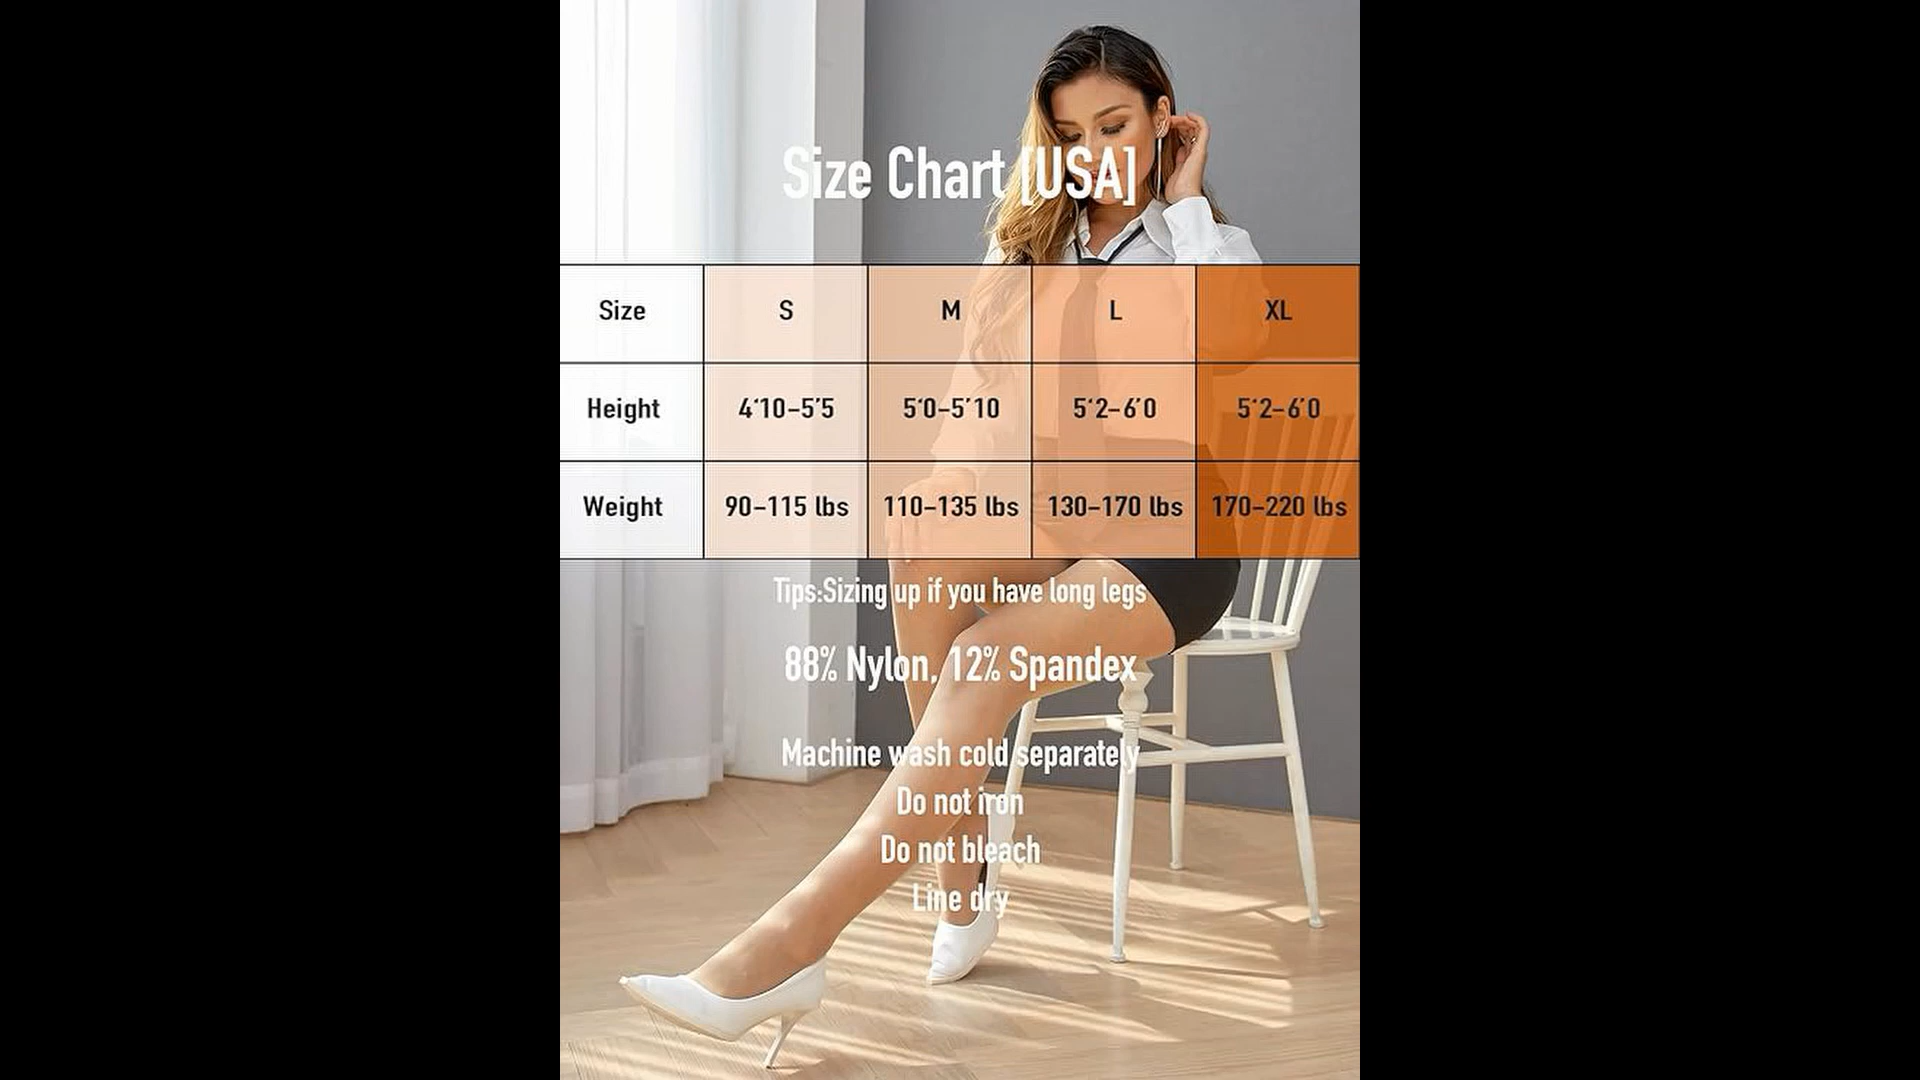 Size Chart [USA]
Size S M L XL
Height 4'10–5'5 5'0–5'10 5'2–6'0 5'2–6'0
Weight 90–115 lbs 110–135 lbs 130–170 lbs 170–220 lbs
Tips:Sizing up if you have long legs
88% Nylon, 12% Spandex
Machine wash cold separately
Do not iron
Do not bleach
Line dry